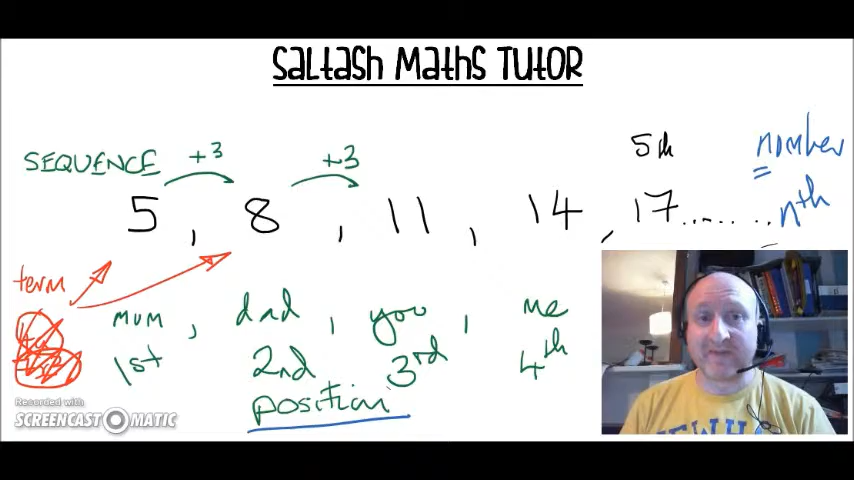 Saltash Maths Tutor
SEQUENCE +3 +3 5th number
5, 8, 11, 14, 17....... nth
term
mum, dad, you, me
1st 2nd 3rd 4th
position
Recorded with
SCREENCAST-O-MATIC